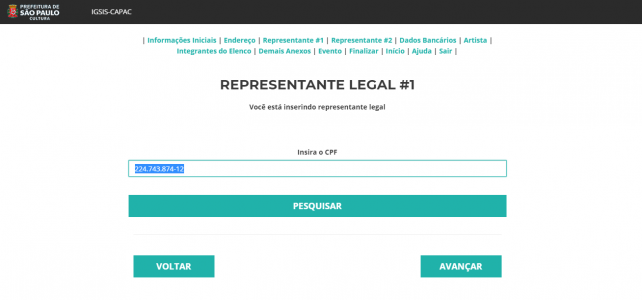 PREFEITURA DE
SÃO PAULO
CULTURA
IGSIS-CAPAC
| Informações Iniciais | Endereço | Representante #1 | Representante #2 | Dados Bancários | Artista |
Integrantes do Elenco | Demais Anexos | Evento | Finalizar | Início | Ajuda | Sair |
REPRESENTANTE LEGAL #1
Você está inserindo representante legal
Insira o CPF
224.743.874-12
PESQUISAR
VOLTAR
AVANÇAR